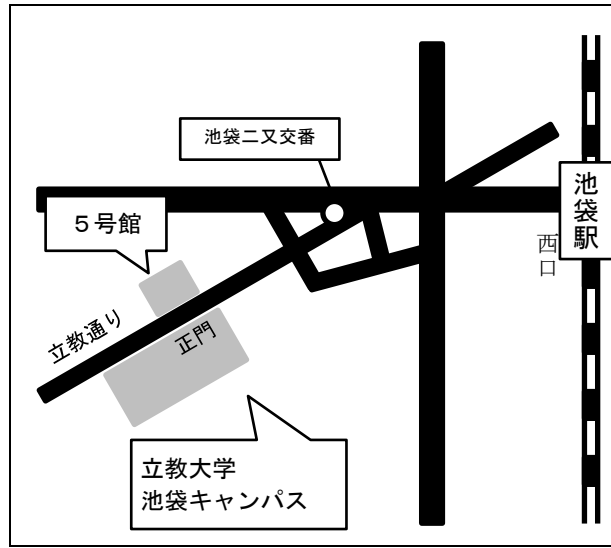 池袋二又交番
池袋駅
５号館
西口
立教通り
正門
立教大学
池袋キャンパス